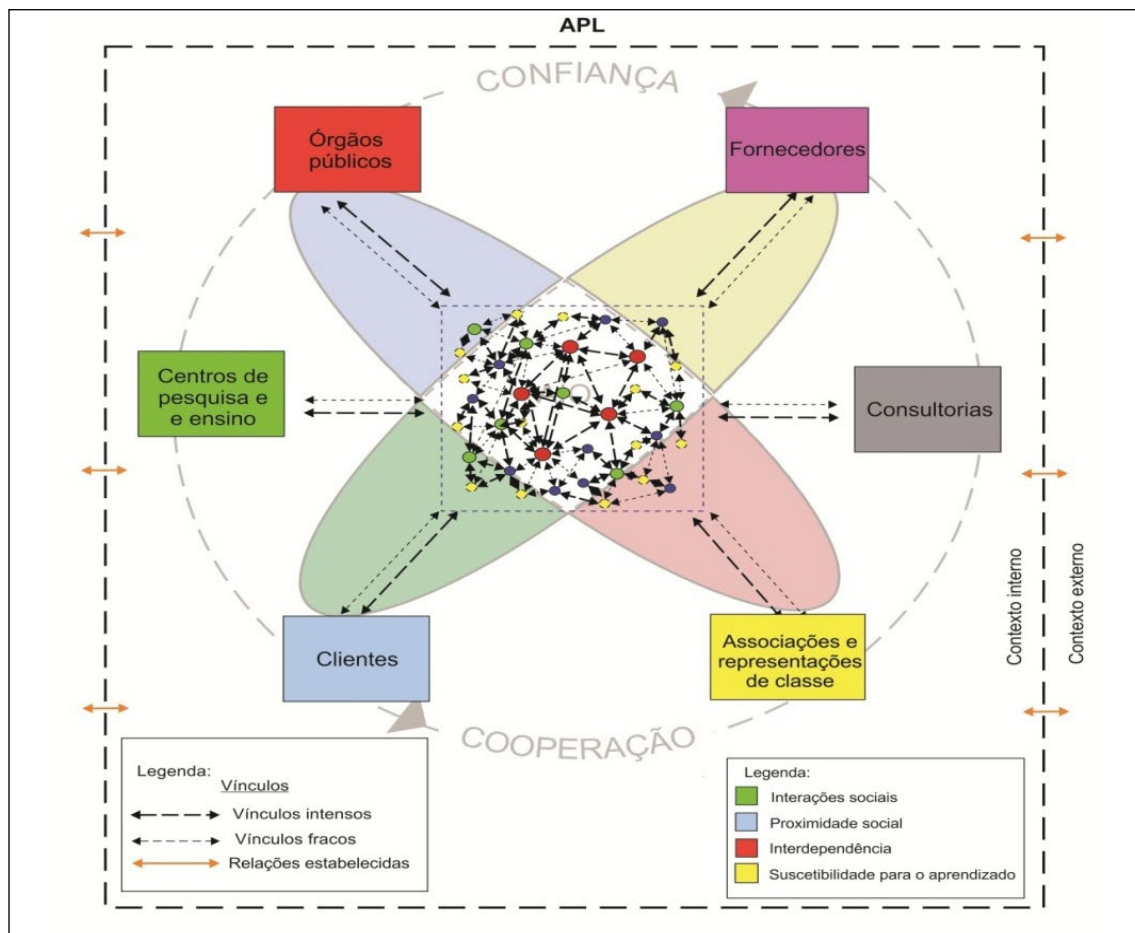 APL
CONFIANÇA
Órgãos
públicos
Fornecedores
Centros de
pesquisa e
e ensino
Consultorias
Clientes
Associações e
representações
de classe
Contexto interno
Contexto externo
COOPERAÇÃO
Legenda:
Vínculos
Vínculos intensos
Vínculos fracos
Relações estabelecidas
Legenda:
Interações sociais
Proximidade social
Interdependência
Suscetibilidade para o aprendizado